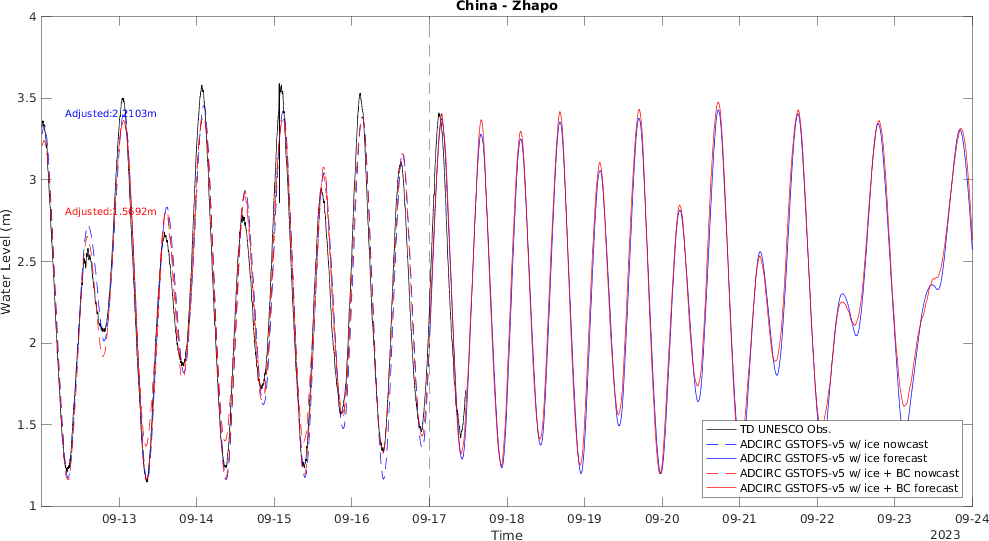 China - Zhapo
4
3.5
3
2.5
2
1.5
1
Water Level (m)
Adjusted:2.2103m
Adjusted:1.5692m
TD UNESCO Obs.
ADCIRC GSTOFS-v5 w/ ice nowcast
ADCIRC GSTOFS-v5 w/ ice forecast
ADCIRC GSTOFS-v5 w/ ice + BC nowcast
ADCIRC GSTOFS-v5 w/ ice + BC forecast
09-13 09-14 09-15 09-16 09-17 09-18 09-19 09-20 09-21 09-22 09-23 09-24
Time
2023